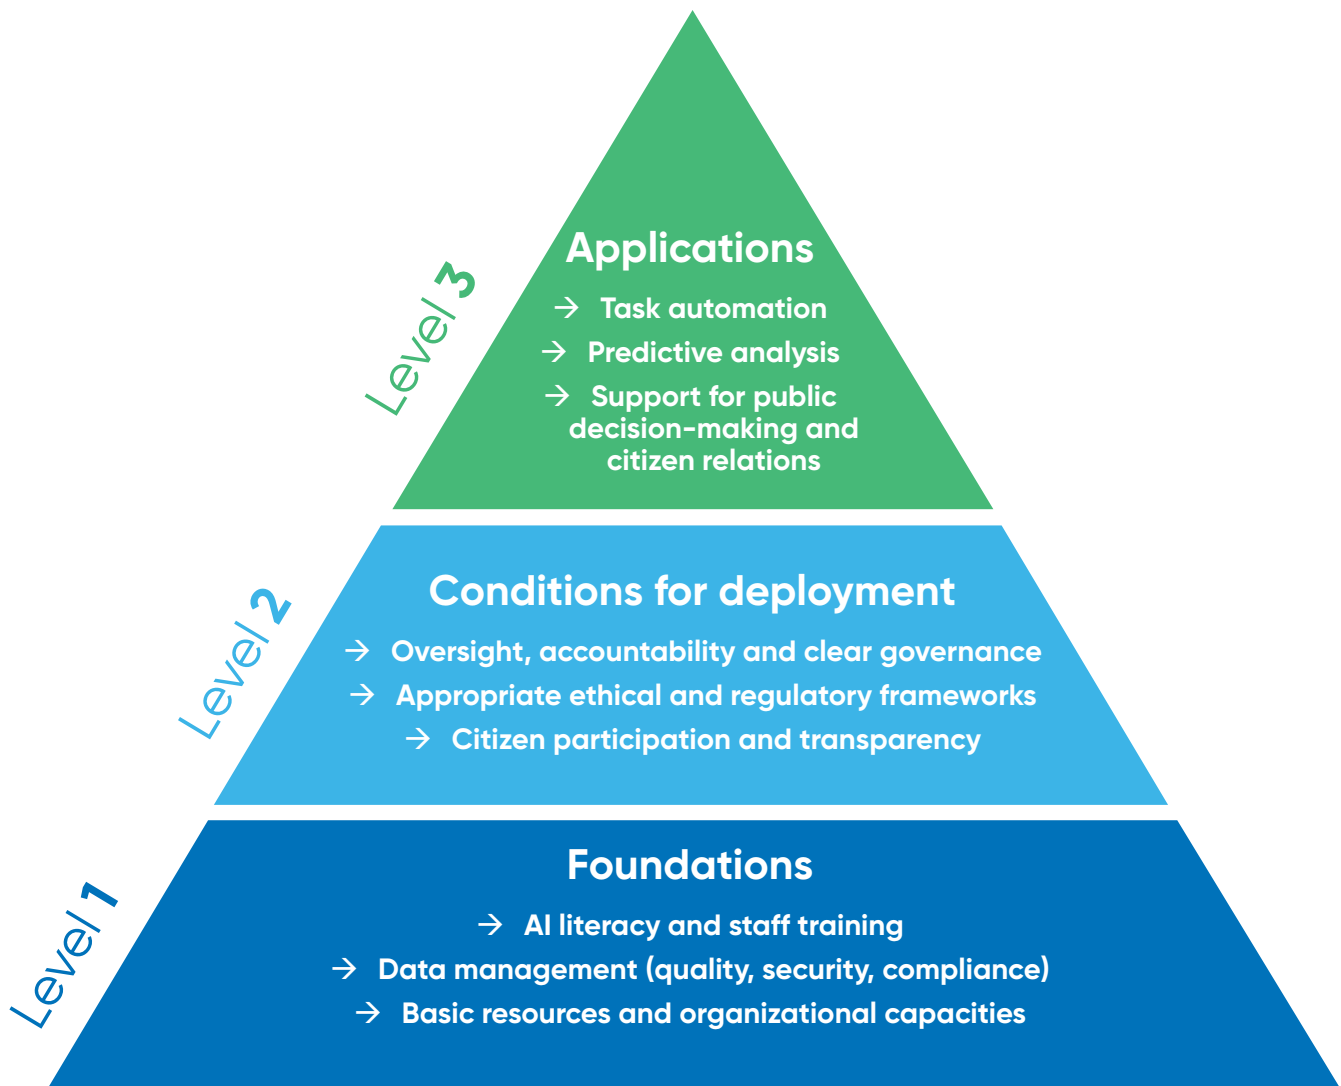 Level 3
Applications
→ Task automation
→ Predictive analysis
→ Support for public
decision-making and
citizen relations
Level 2
Conditions for deployment
→ Oversight, accountability and clear governance
→ Appropriate ethical and regulatory frameworks
→ Citizen participation and transparency
Level 1
Foundations
→ AI literacy and staff training
→ Data management (quality, security, compliance)
→ Basic resources and organizational capacities